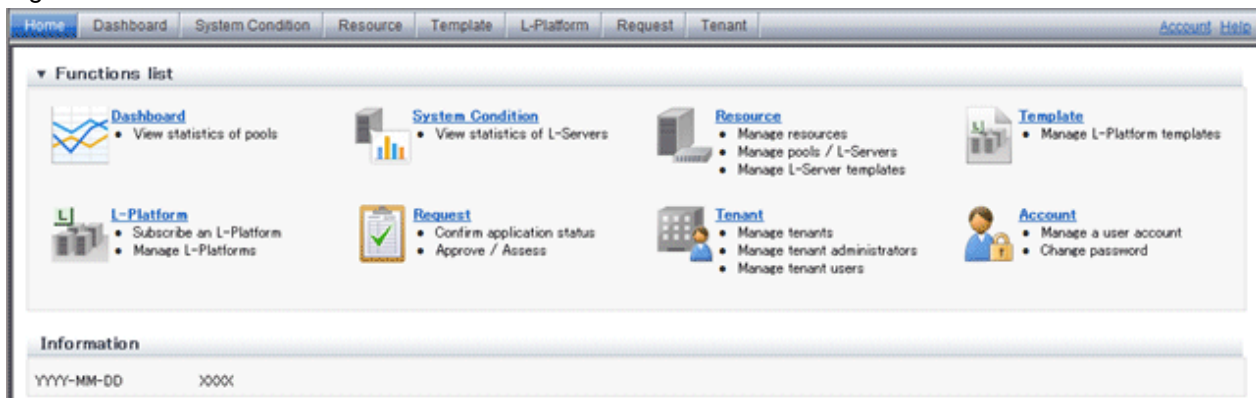 Home Dashboard System Condition Resource Template L-Platform Request Tenant Account Help
▼ Functions list
Dashboard
• View statistics of pools
System Condition
• View statistics of L-Servers
Resource
• Manage resources
• Manage pools / L-Servers
• Manage L-Server templates
Template
• Manage L-Platform templates
L-Platform
• Subscribe an L-Platform
• Manage L-Platforms
Request
• Confirm application status
• Approve / Assess
Tenant
• Manage tenants
• Manage tenant administrators
• Manage tenant users
Account
• Manage a user account
• Change password
Information
YYYY-MM-DD XXXX